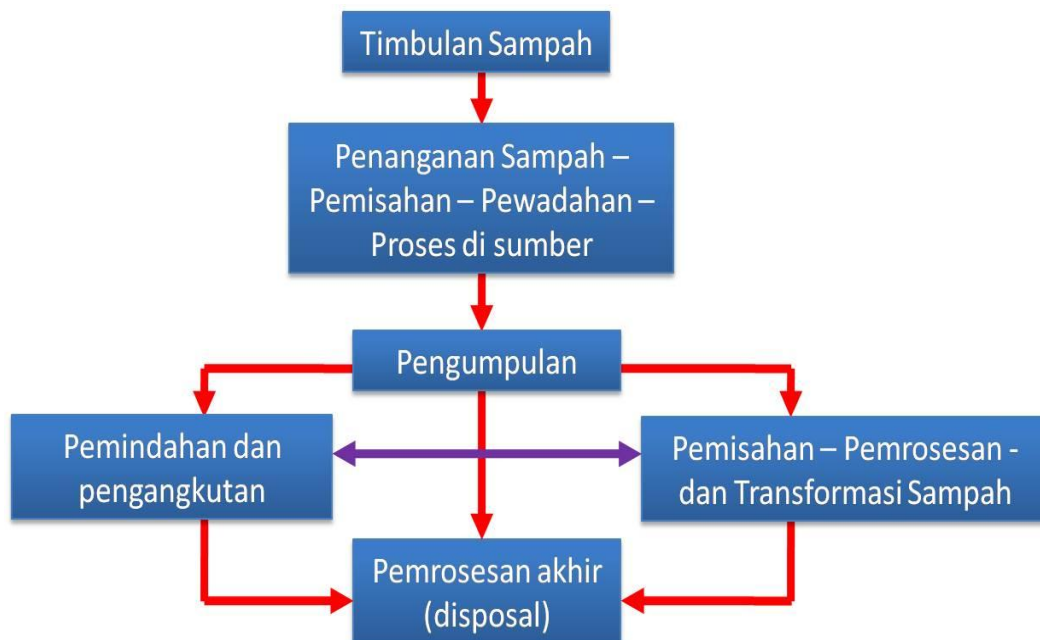 Timbulan Sampah
Penanganan Sampah –
Pemisahan – Pewadahan –
Proses di sumber
Pengumpulan
Pemindahan dan
pengangkutan
Pemisahan – Pemrosesan -
dan Transformasi Sampah
Pemrosesan akhir
(disposal)